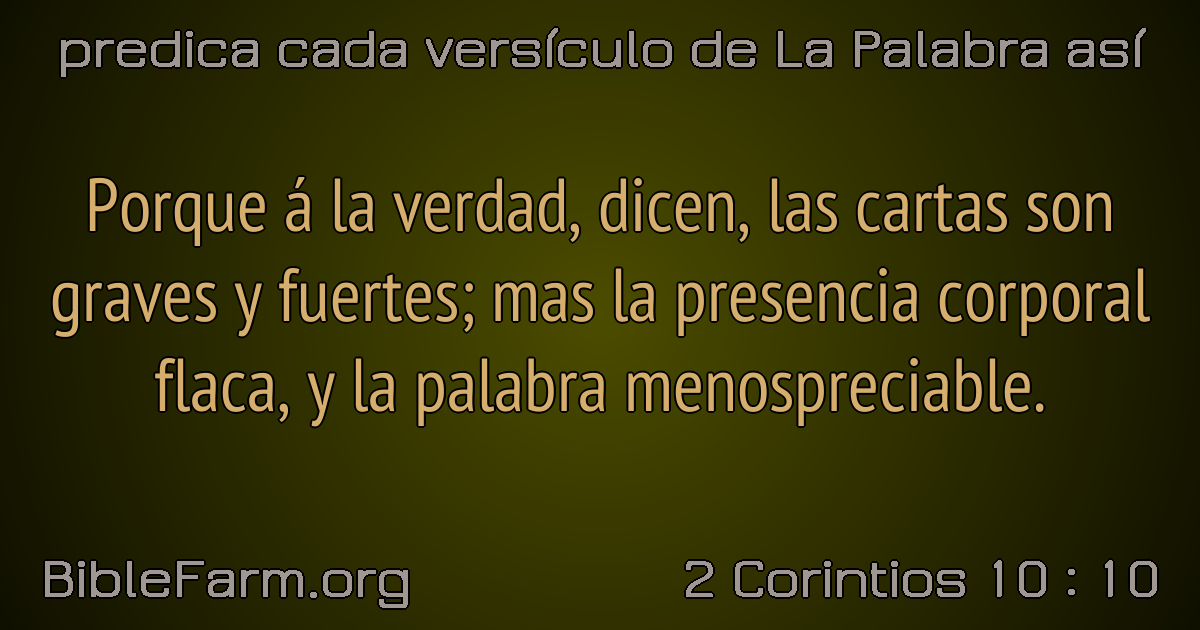 predica cada versículo de La Palabra así
Porque á la verdad, dicen, las cartas son
graves y fuertes; mas la presencia corporal
flaca, y la palabra menospreciable.
BibleFarm.org
2 Corintios 10 : 10